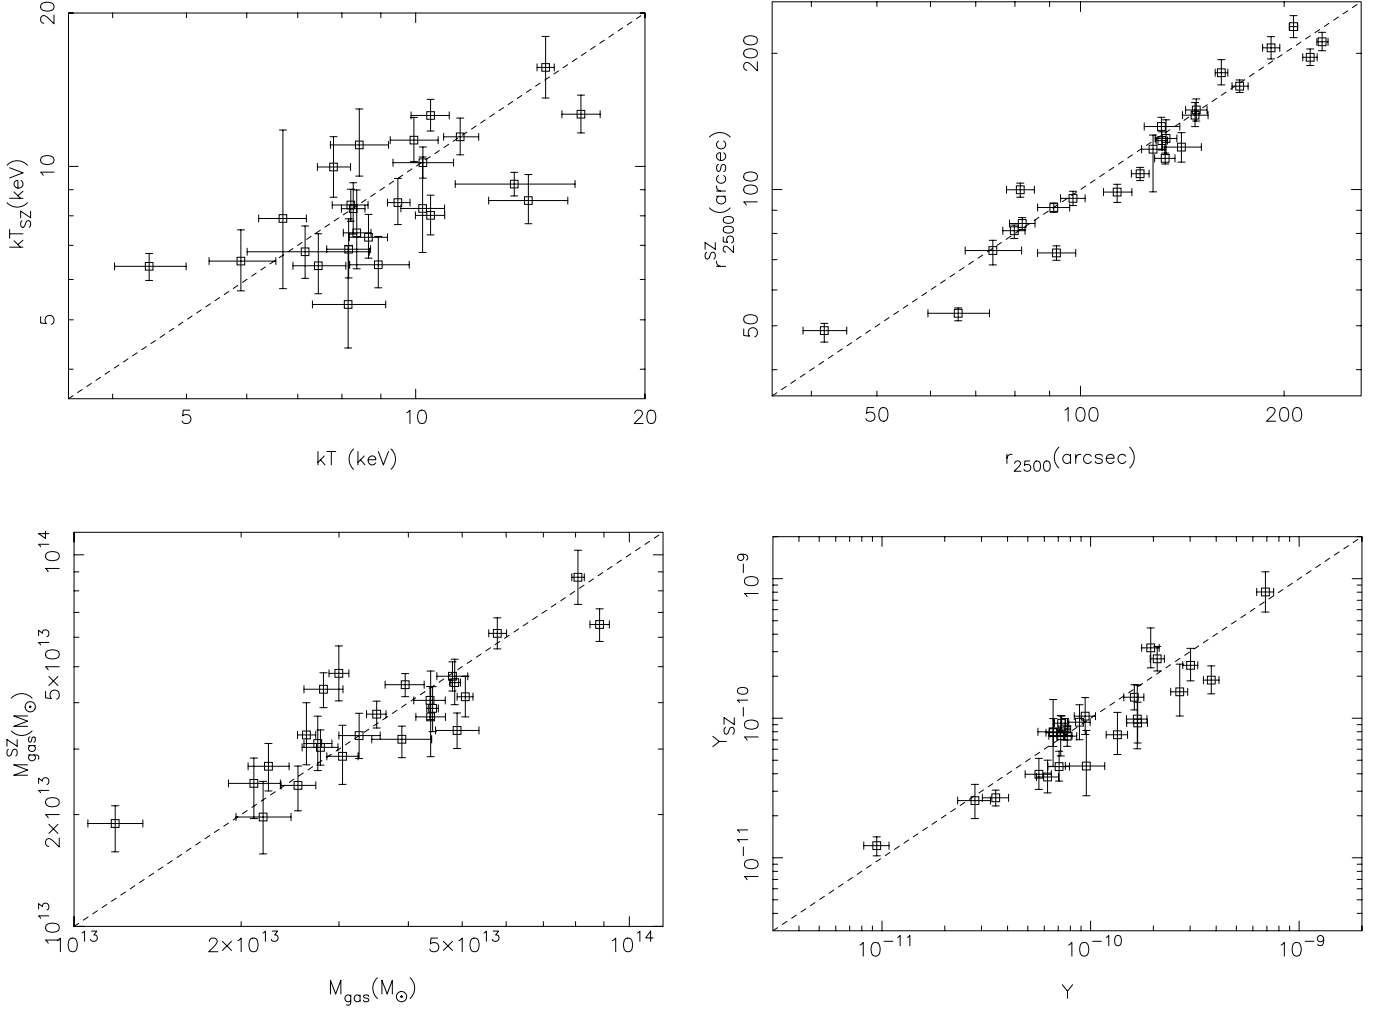 20
10
5
kT_SZ(keV)
5 10 20
kT (keV)
200
100
50
r^SZ_2500(arcsec)
50 100 200
r_2500(arcsec)
10^14
5×10^13
2×10^13
10^13
M^SZ_gas(M_⊙)
10^13 2×10^13 5×10^13 10^14
M_gas(M_⊙)
10^−9
10^−10
10^−11
Y_SZ
10^−11 10^−10 10^−9
Y